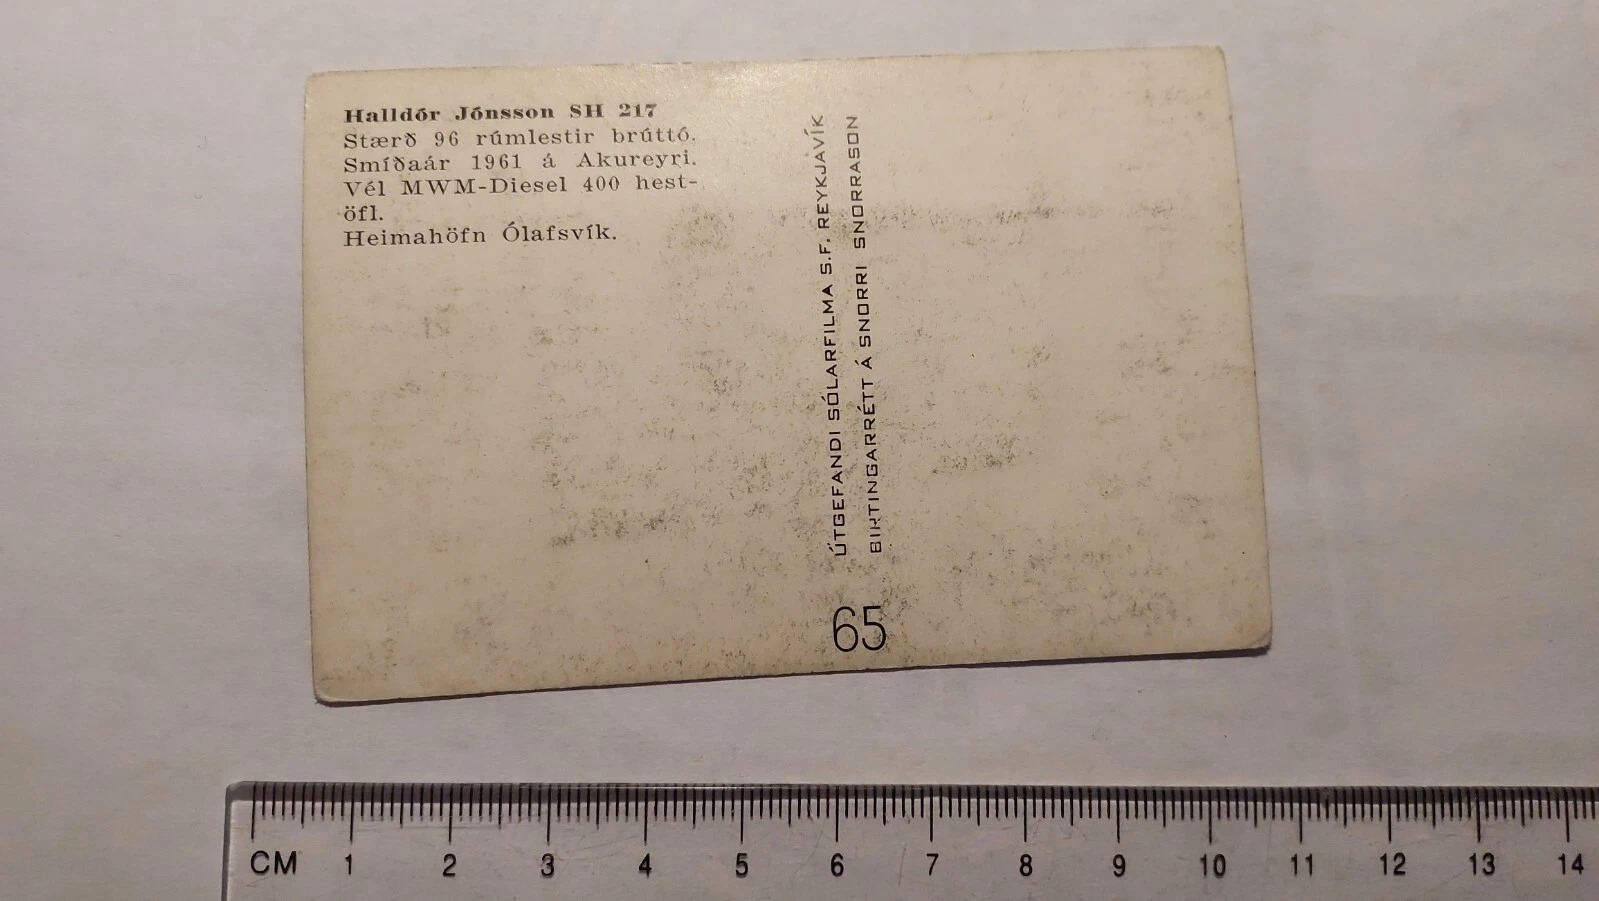 Halldór Jónsson SH 217
Stærð 96 rúmlestir brúttó.
Smíðaár 1961 á Akureyri.
Vél MWM-Diesel 400 hest-
öfl.
Heimahöfn Ólafsvík.
ÚTGEFANDI SÓLARFILMA S.F. REYKJAVÍK
BIRTINGARRÉTT Á SNORRI SNORRASON
65
CM 1 2 3 4 5 6 7 8 9 10 11 12 13 14